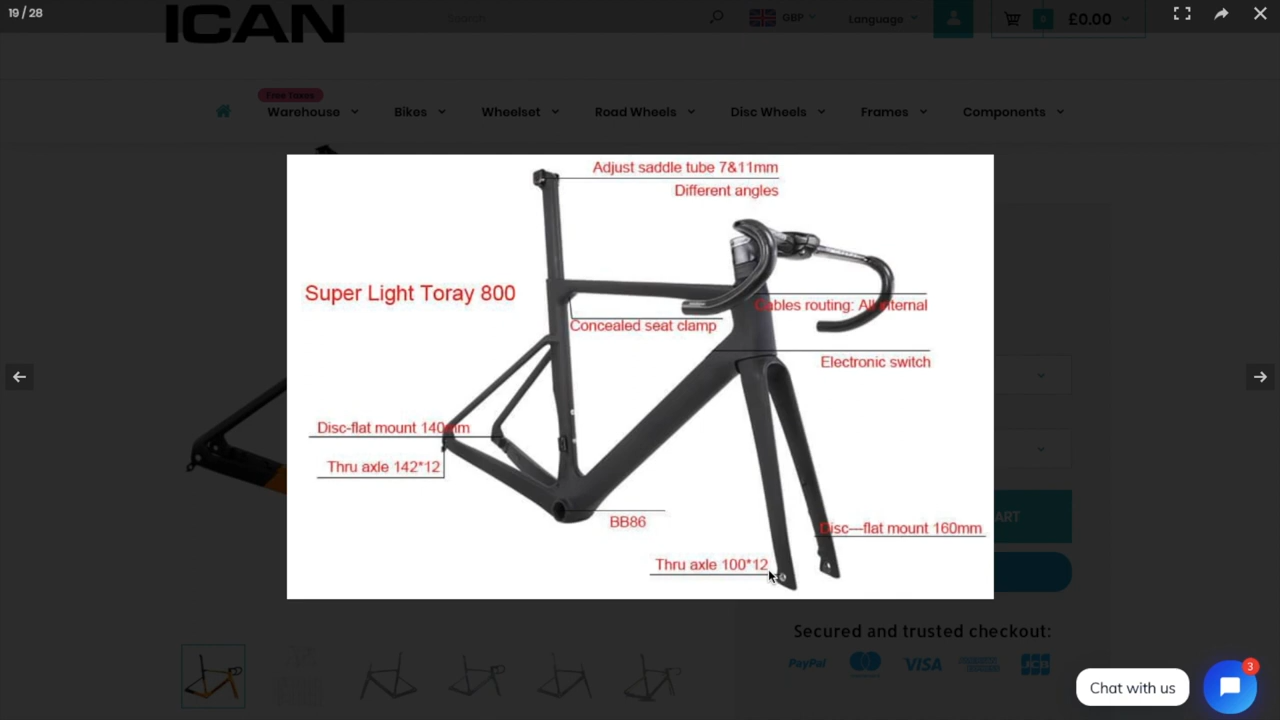 19 / 28
ICAN
Search
GBP
Language
0
£0.00
Free Taxes
Warehouse
Bikes
Wheelset
Road Wheels
Disc Wheels
Frames
Components
Adjust saddle tube 7&11mm
Different angles
Super Light Toray 800
Cables routing: All internal
Concealed seat clamp
Electronic switch
Disc-flat mount 140mm
Thru axle 142*12
BB86
Disc---flat mount 160mm
Thru axle 100*12
ART
Secured and trusted checkout:
PayPal
VISA
JCB
3
Chat with us